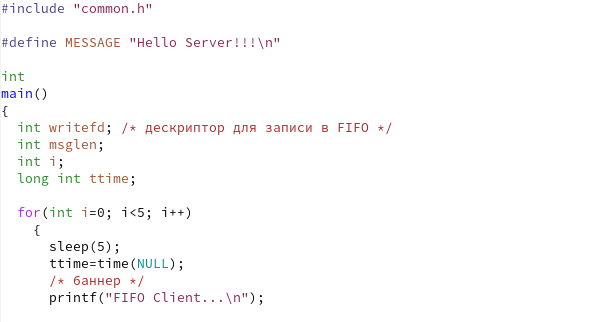 #include "common.h"
#define MESSAGE "Hello Server!!!\n"
int
main()
{
int writefd; /* дескриптор для записи в FIFO */
int msglen;
int i;
long int ttime;
for(int i=0; i<5; i++)
{
sleep(5);
ttime=time(NULL);
/* баннер */
printf("FIFO Client...\n");